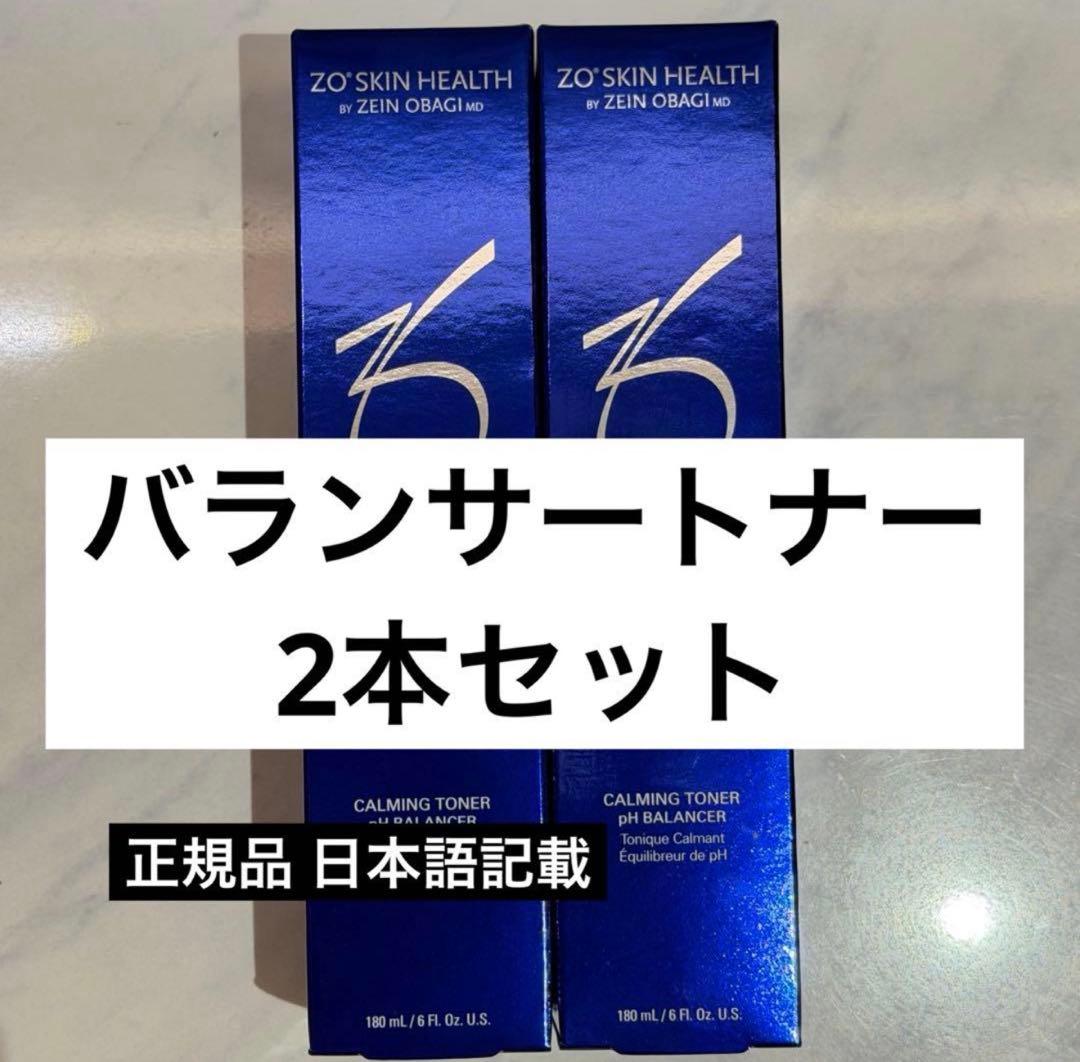 ZO® SKIN HEALTH
BY ZEIN OBAGI MD
ZO® SKIN HEALTH
BY ZEIN OBAGI MD
バランサートナー
2本セット
CALMING TONER
pH BALANCER
CALMING TONER
pH BALANCER
Tonique Calmant
Équilibreur de pH
正規品 日本語記載
180 mL / 6 Fl. Oz. U.S.
180 mL / 6 Fl. Oz. U.S.